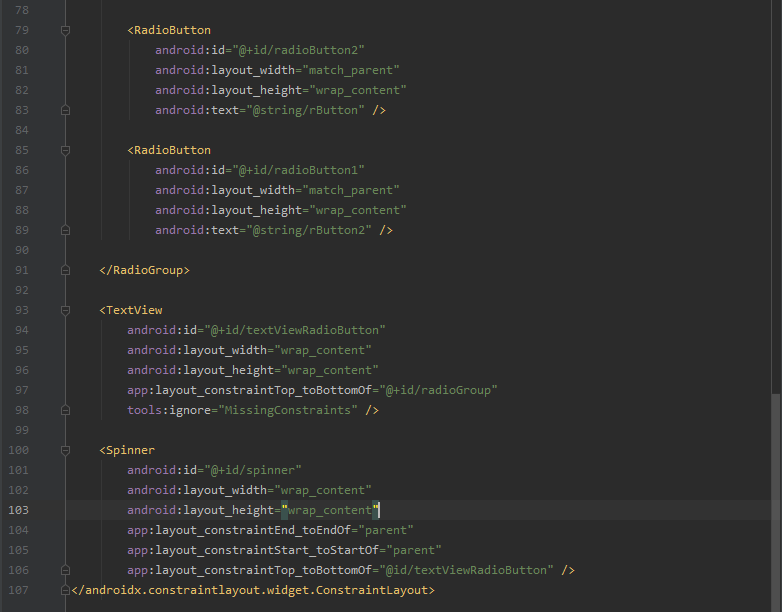 78
79 <RadioButton
80 android:id="@+id/radioButton2"
81 android:layout_width="match_parent"
82 android:layout_height="wrap_content"
83 android:text="@string/rButton" />
84
85 <RadioButton
86 android:id="@+id/radioButton1"
87 android:layout_width="match_parent"
88 android:layout_height="wrap_content"
89 android:text="@string/rButton2" />
90
91 </RadioGroup>
92
93 <TextView
94 android:id="@+id/textViewRadioButton"
95 android:layout_width="wrap_content"
96 android:layout_height="wrap_content"
97 app:layout_constraintTop_toBottomOf="@+id/radioGroup"
98 tools:ignore="MissingConstraints" />
99
100 <Spinner
101 android:id="@+id/spinner"
102 android:layout_width="wrap_content"
103 android:layout_height="wrap_content"
104 app:layout_constraintEnd_toEndOf="parent"
105 app:layout_constraintStart_toStartOf="parent"
106 app:layout_constraintTop_toBottomOf="@id/textViewRadioButton" />
107 </androidx.constraintlayout.widget.ConstraintLayout>